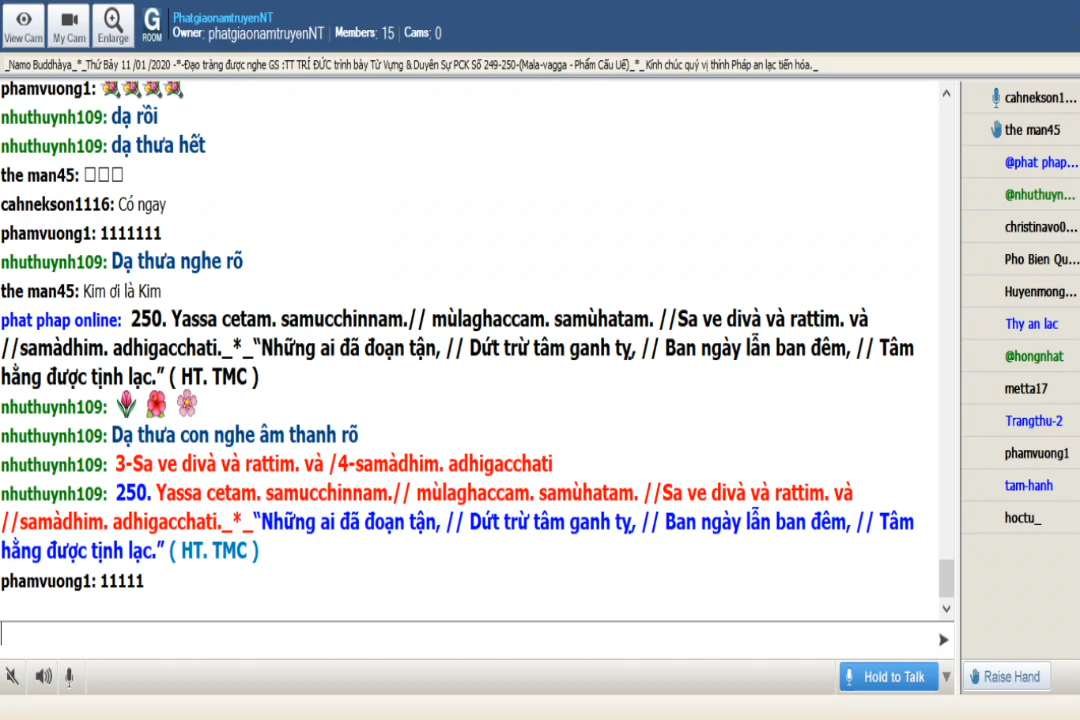 PhatgiaonamtruyenNT
View Cam
My Cam
Enlarge
G ROOM
Owner: phatgiaonamtruyenNT | Members: 15 | Cams: 0
_Namo Buddhàya_*_Thứ Bảy 11 /01 /2020 -*-Đạo tràng được nghe GS :TT TRÍ ĐỨC trình bày Từ Vựng & Duyên Sự PCK Số 249-250-(Mala-vagga - Phẩm Cấu Uế)_*_ Kính chúc quý vị thính Pháp an lạc tiến hóa._
phamvuong1:
nhuthuynh109: dạ rồi
nhuthuynh109: dạ thưa hết
the man45: □□□
cahnekson1116: Có ngay
phamvuong1: 1111111
nhuthuynh109: Dạ thưa nghe rõ
the man45: Kim ơi là Kim
phat phap online: 250. Yassa cetam. samucchinnam.// mùlaghaccam. samùhatam. //Sa ve divà và rattim. và
//samàdhim. adhigacchati._*_“Những ai đã đoạn tận, // Dứt trừ tâm ganh tỵ, // Ban ngày lẫn ban đêm, // Tâm
hằng được tịnh lạc.” ( HT. TMC )
nhuthuynh109:
nhuthuynh109: Dạ thưa con nghe âm thanh rõ
nhuthuynh109: 3-Sa ve divà và rattim. và /4-samàdhim. adhigacchati
nhuthuynh109: 250. Yassa cetam. samucchinnam.// mùlaghaccam. samùhatam. //Sa ve divà và rattim. và
//samàdhim. adhigacchati._*_“Những ai đã đoạn tận, // Dứt trừ tâm ganh tỵ, // Ban ngày lẫn ban đêm, // Tâm
hằng được tịnh lạc.” ( HT. TMC )
phamvuong1: 11111
cahnekson1...
the man45
@phat phap...
@nhuthuyn...
christinavo0...
Pho Bien Qu...
Huyenmong...
Thy an lac
@hongnhat
metta17
Trangthu-2
phamvuong1
tam-hanh
hoctu_
Hold to Talk
Raise Hand